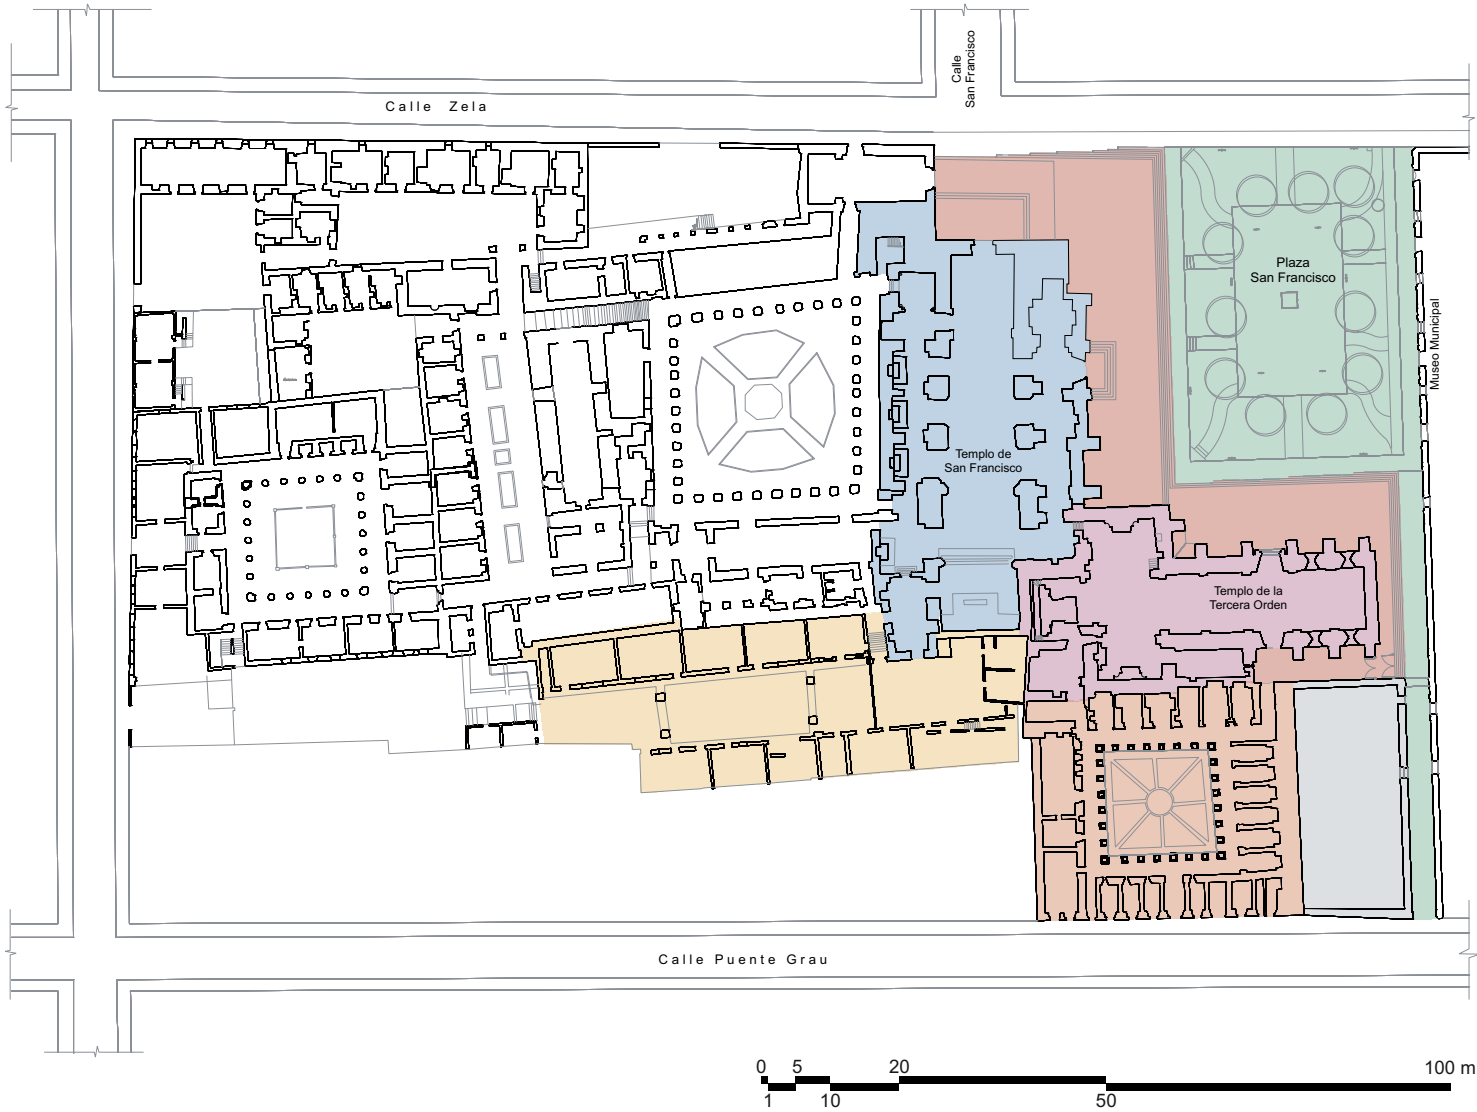 Calle
San Francisco
Calle Zela
Plaza
San Francisco
Museo Municipal
Templo de
San Francisco
Templo de la
Tercera Orden
Calle Puente Grau
0 5 20 100 m
1 10 50